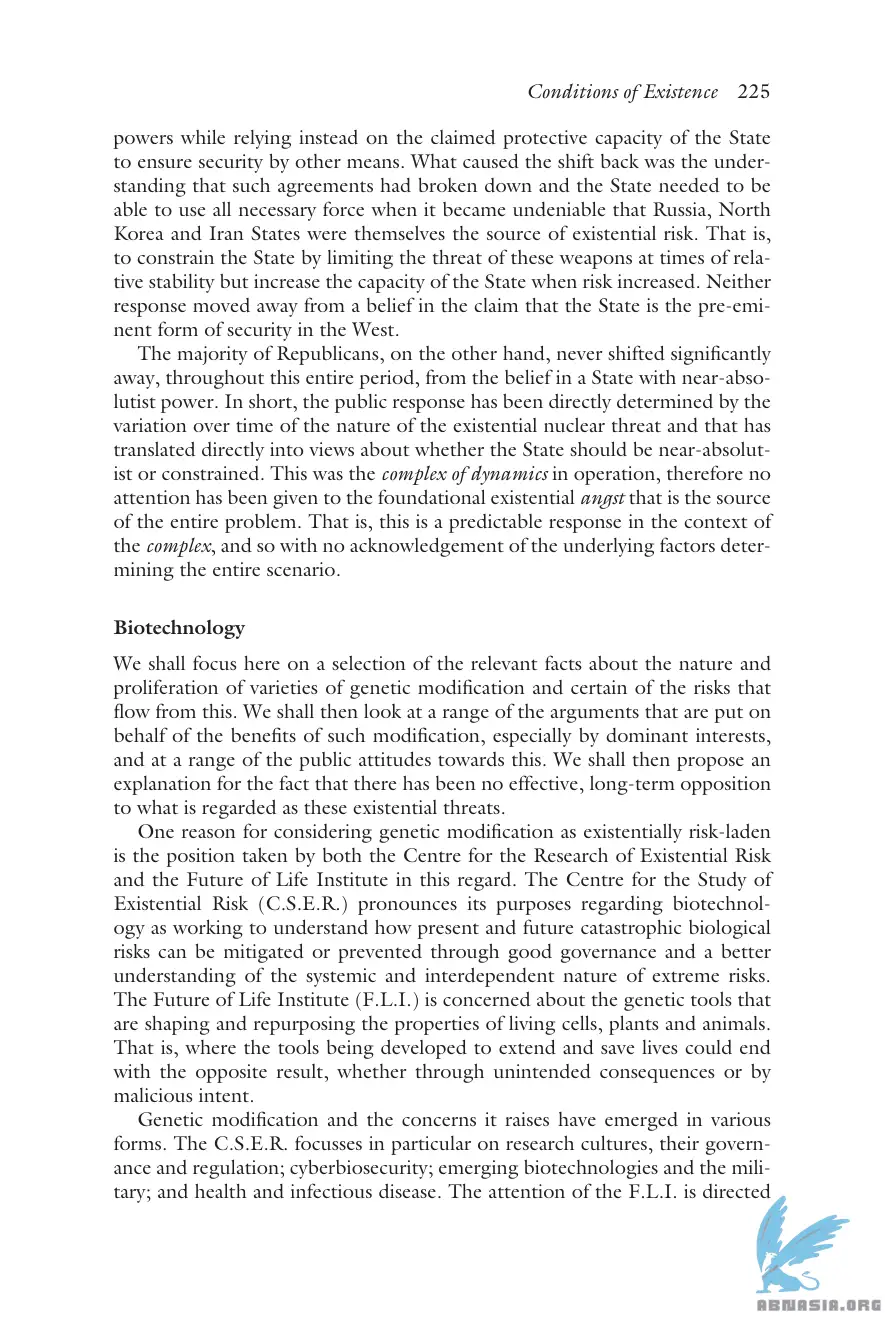 Conditions of Existence 225
powers while relying instead on the claimed protective capacity of the State
to ensure security by other means. What caused the shift back was the under-
standing that such agreements had broken down and the State needed to be
able to use all necessary force when it became undeniable that Russia, North
Korea and Iran States were themselves the source of existential risk. That is,
to constrain the State by limiting the threat of these weapons at times of rela-
tive stability but increase the capacity of the State when risk increased. Neither
response moved away from a belief in the claim that the State is the pre-emi-
nent form of security in the West.
The majority of Republicans, on the other hand, never shifted significantly
away, throughout this entire period, from the belief in a State with near-abso-
lutist power. In short, the public response has been directly determined by the
variation over time of the nature of the existential nuclear threat and that has
translated directly into views about whether the State should be near-absolut-
ist or constrained. This was the complex of dynamics in operation, therefore no
attention has been given to the foundational existential angst that is the source
of the entire problem. That is, this is a predictable response in the context of
the complex, and so with no acknowledgement of the underlying factors deter-
mining the entire scenario.
Biotechnology
We shall focus here on a selection of the relevant facts about the nature and
proliferation of varieties of genetic modification and certain of the risks that
flow from this. We shall then look at a range of the arguments that are put on
behalf of the benefits of such modification, especially by dominant interests,
and at a range of the public attitudes towards this. We shall then propose an
explanation for the fact that there has been no effective, long-term opposition
to what is regarded as these existential threats.
One reason for considering genetic modification as existentially risk-laden
is the position taken by both the Centre for the Research of Existential Risk
and the Future of Life Institute in this regard. The Centre for the Study of
Existential Risk (C.S.E.R.) pronounces its purposes regarding biotechnol-
ogy as working to understand how present and future catastrophic biological
risks can be mitigated or prevented through good governance and a better
understanding of the systemic and interdependent nature of extreme risks.
The Future of Life Institute (F.L.I.) is concerned about the genetic tools that
are shaping and repurposing the properties of living cells, plants and animals.
That is, where the tools being developed to extend and save lives could end
with the opposite result, whether through unintended consequences or by
malicious intent.
Genetic modification and the concerns it raises have emerged in various
forms. The C.S.E.R. focusses in particular on research cultures, their govern-
ance and regulation; cyberbiosecurity; emerging biotechnologies and the mili-
tary; and health and infectious disease. The attention of the F.L.I. is directed
ABNASIA.ORG